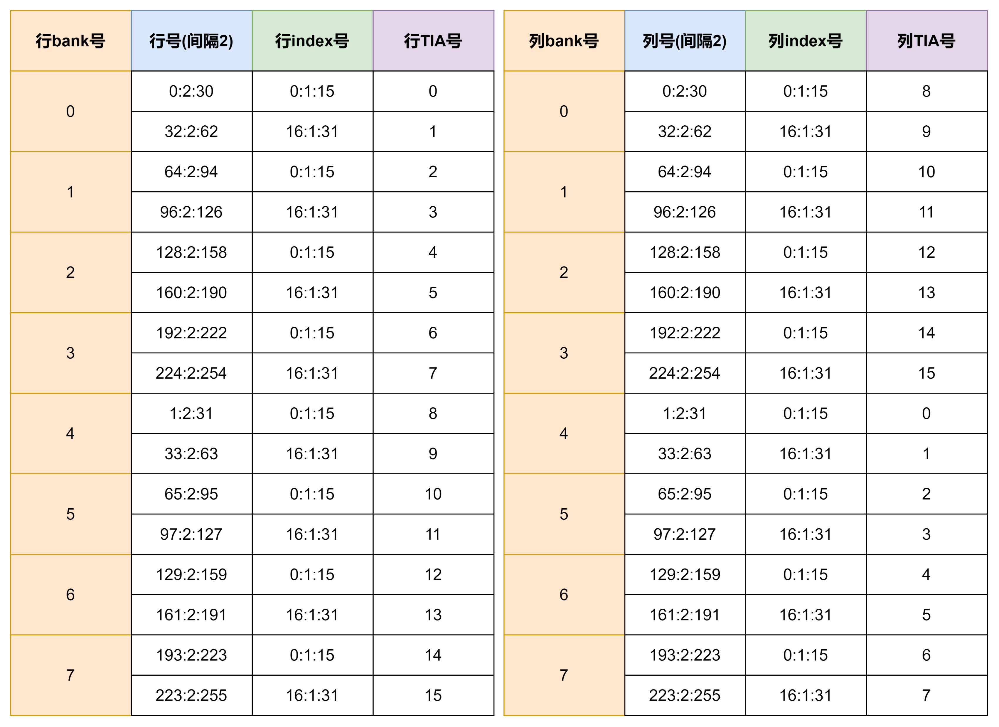 行bank号 行号(间隔2) 行index号 行TIA号 列bank号 列号(间隔2) 列index号 列TIA号
0 0:2:30 0:1:15 0 0 0:2:30 0:1:15 8
32:2:62 16:1:31 1 32:2:62 16:1:31 9
1 64:2:94 0:1:15 2 1 64:2:94 0:1:15 10
96:2:126 16:1:31 3 96:2:126 16:1:31 11
2 128:2:158 0:1:15 4 2 128:2:158 0:1:15 12
160:2:190 16:1:31 5 160:2:190 16:1:31 13
3 192:2:222 0:1:15 6 3 192:2:222 0:1:15 14
224:2:254 16:1:31 7 224:2:254 16:1:31 15
4 1:2:31 0:1:15 8 4 1:2:31 0:1:15 0
33:2:63 16:1:31 9 33:2:63 16:1:31 1
5 65:2:95 0:1:15 10 5 65:2:95 0:1:15 2
97:2:127 16:1:31 11 97:2:127 16:1:31 3
6 129:2:159 0:1:15 12 6 129:2:159 0:1:15 4
161:2:191 16:1:31 13 161:2:191 16:1:31 5
7 193:2:223 0:1:15 14 7 193:2:223 0:1:15 6
223:2:255 16:1:31 15 223:2:255 16:1:31 7